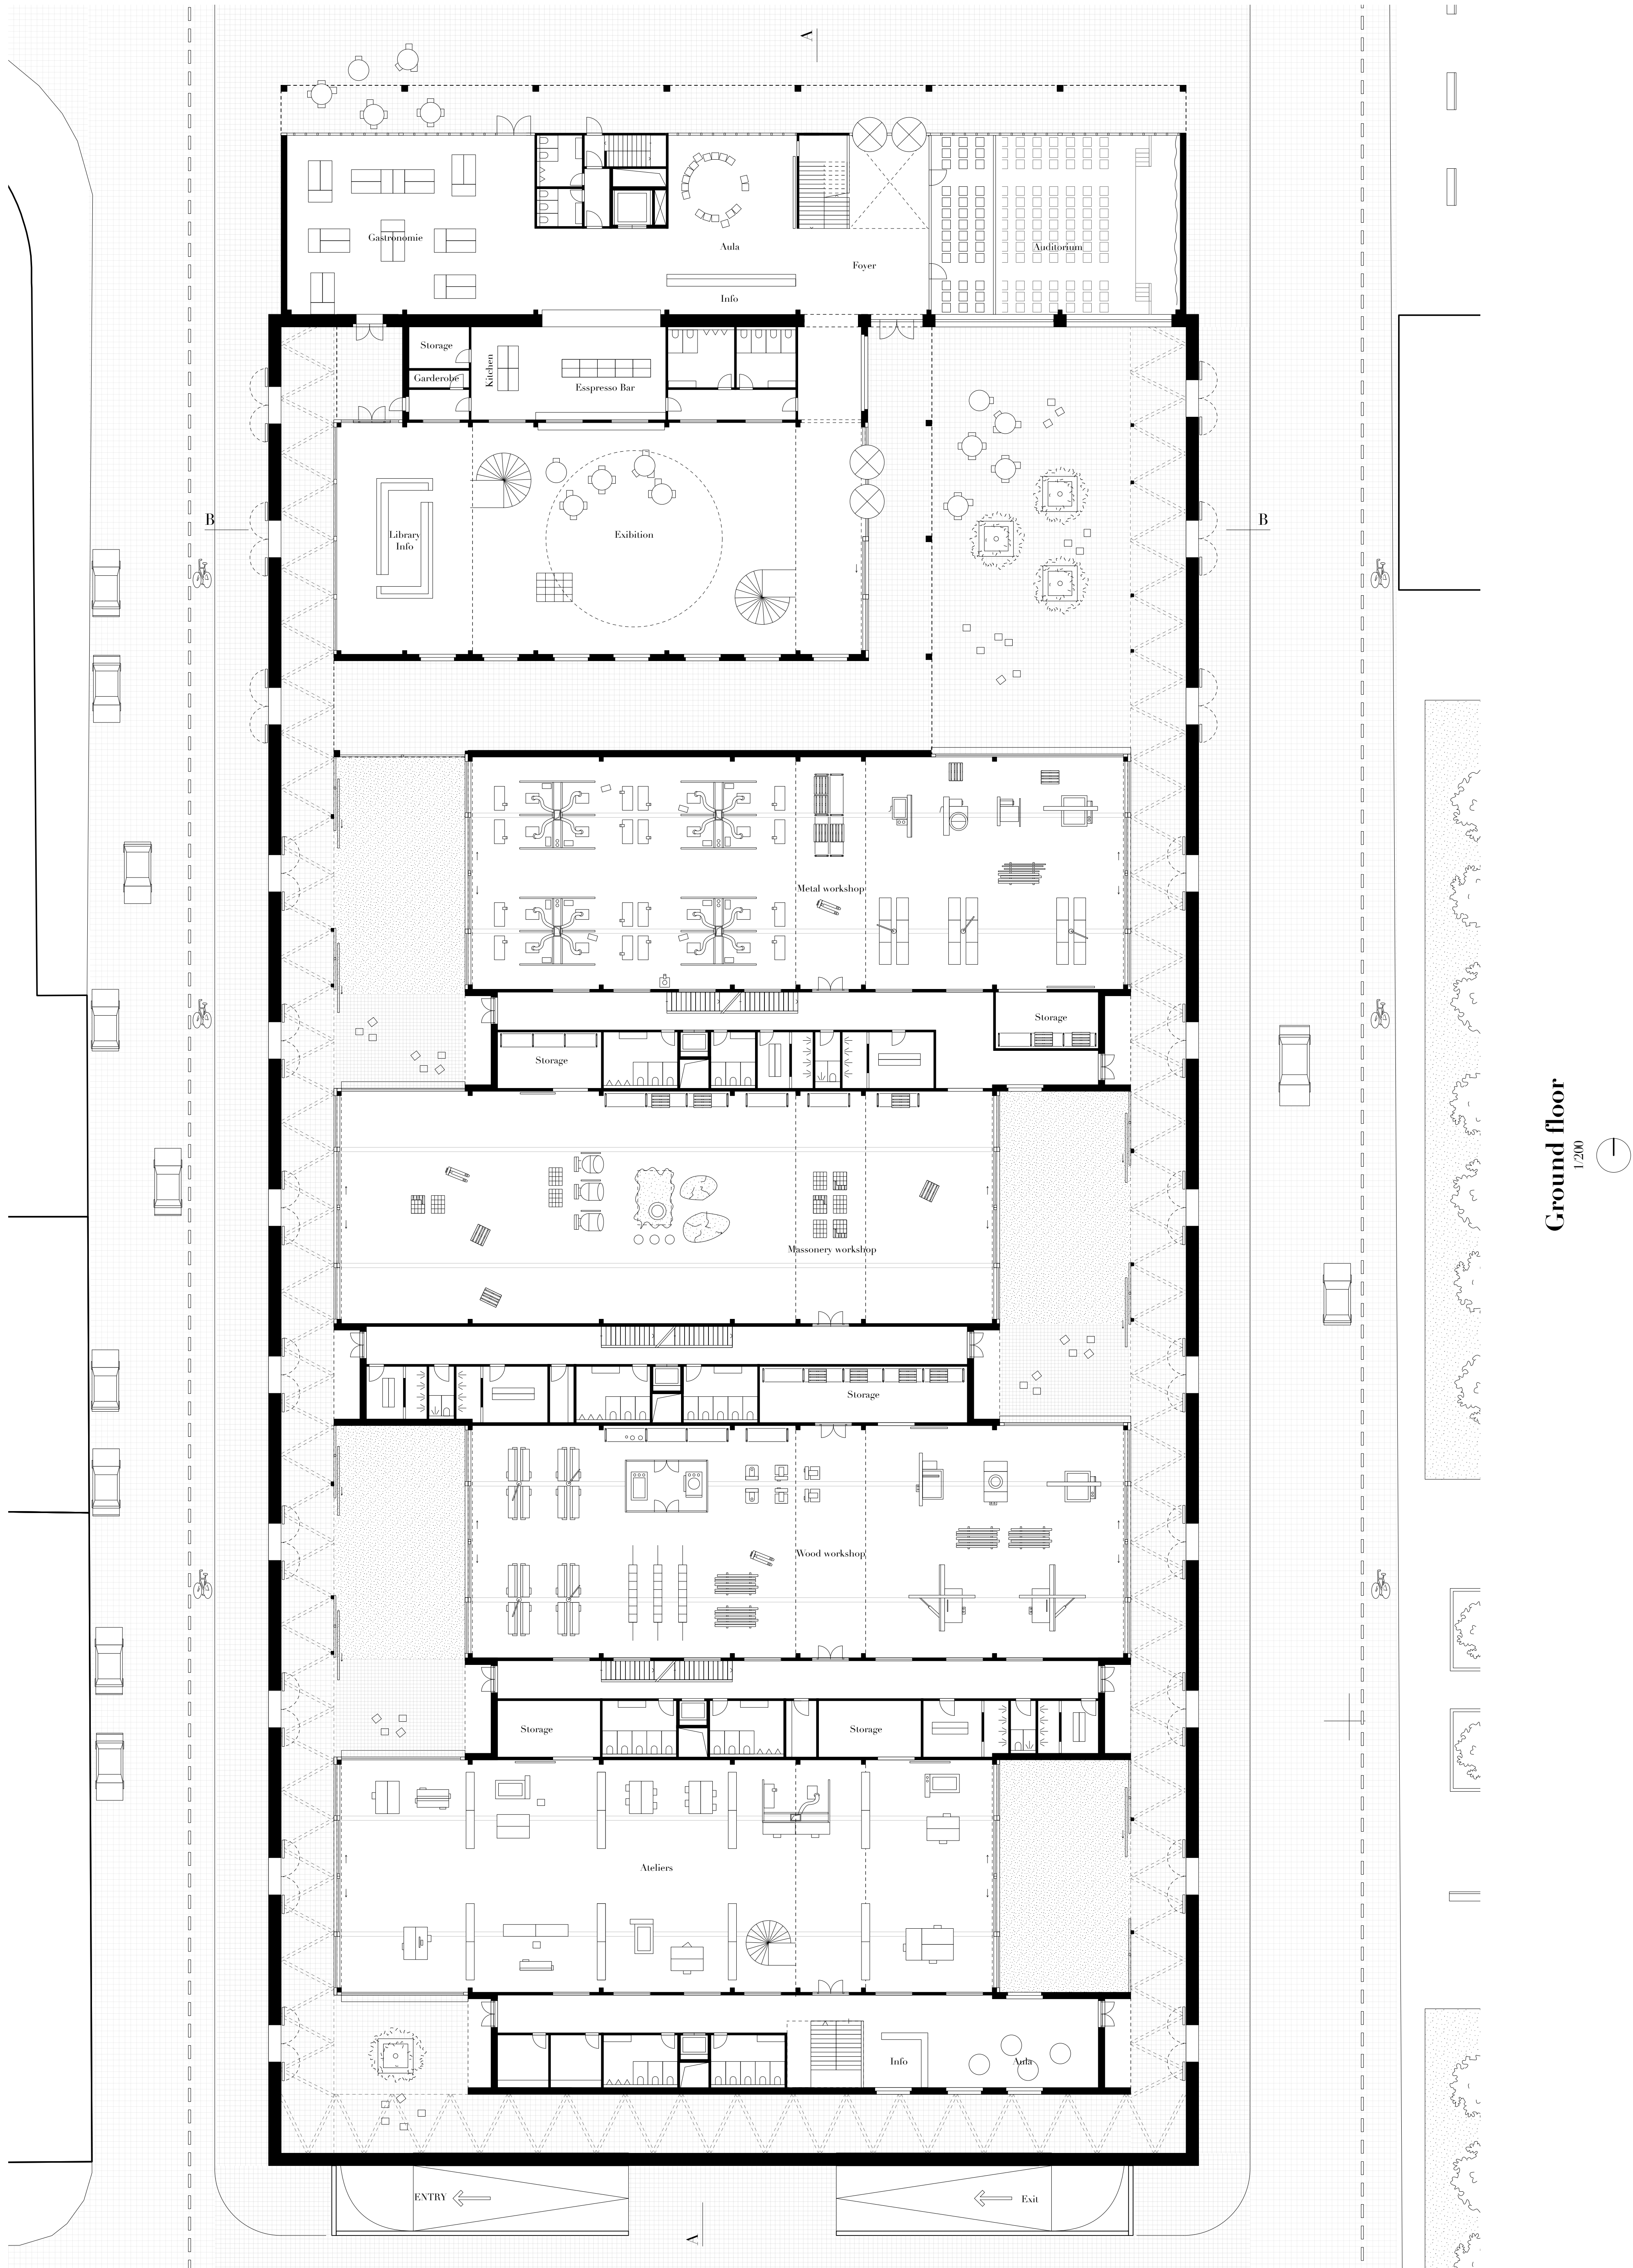 A
Gastronomie
Aula
Auditorium
Foyer
Info
Storage
Kitchen
Garderobe
Esspresso Bar
B
B
Library
Info
Exibition
Metal workshop
Storage
Storage
Ground floor
1/200
Massonery workshop
Storage
Wood workshop
Storage
Storage
Ateliers
Info
Aula
ENTRY
Exit
A